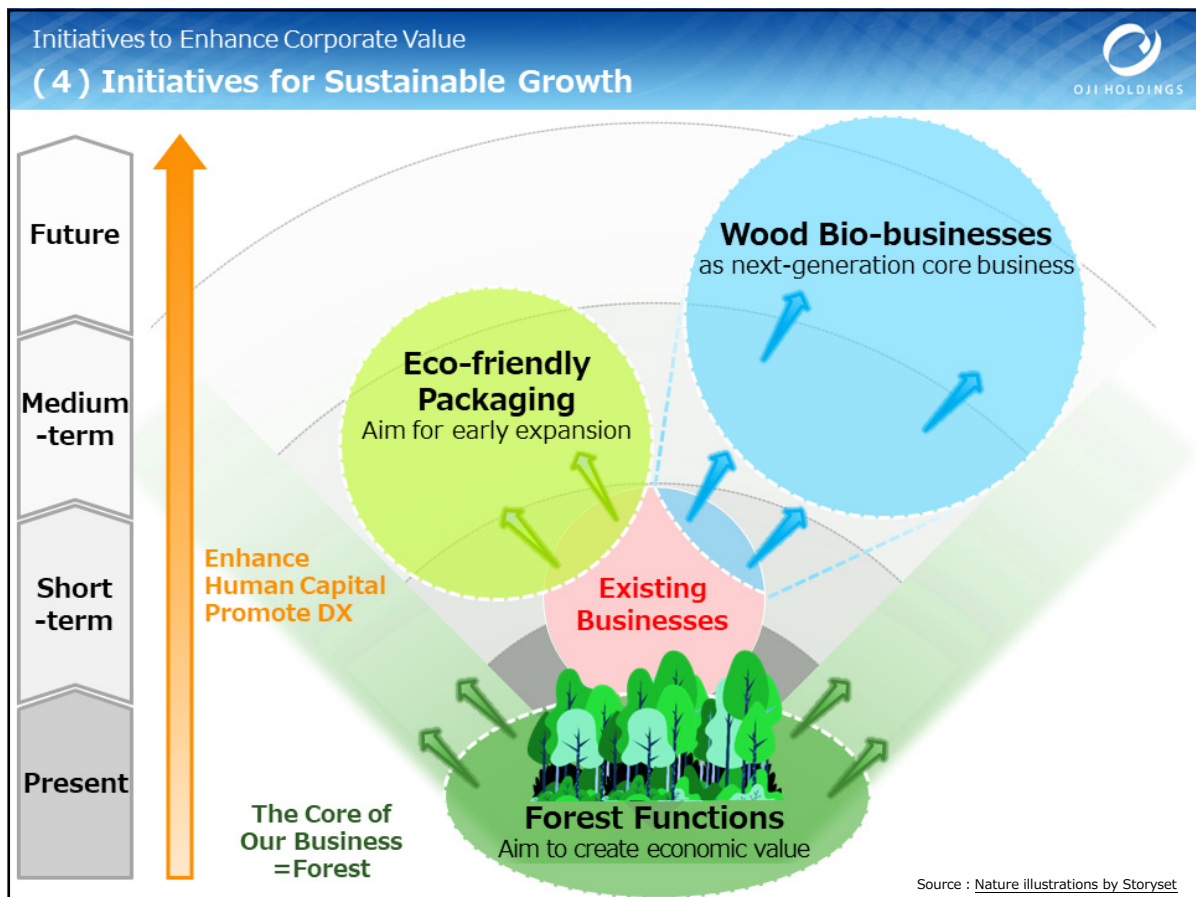 Initiatives to Enhance Corporate Value
(4) Initiatives for Sustainable Growth
OJI HOLDINGS
Future
Medium
-term
Short
-term
Present
Enhance
Human Capital
Promote DX
Wood Bio-businesses
as next-generation core business
Eco-friendly
Packaging
Aim for early expansion
Existing
Businesses
The Core of
Our Business
=Forest
Forest Functions
Aim to create economic value
Source : Nature illustrations by Storyset